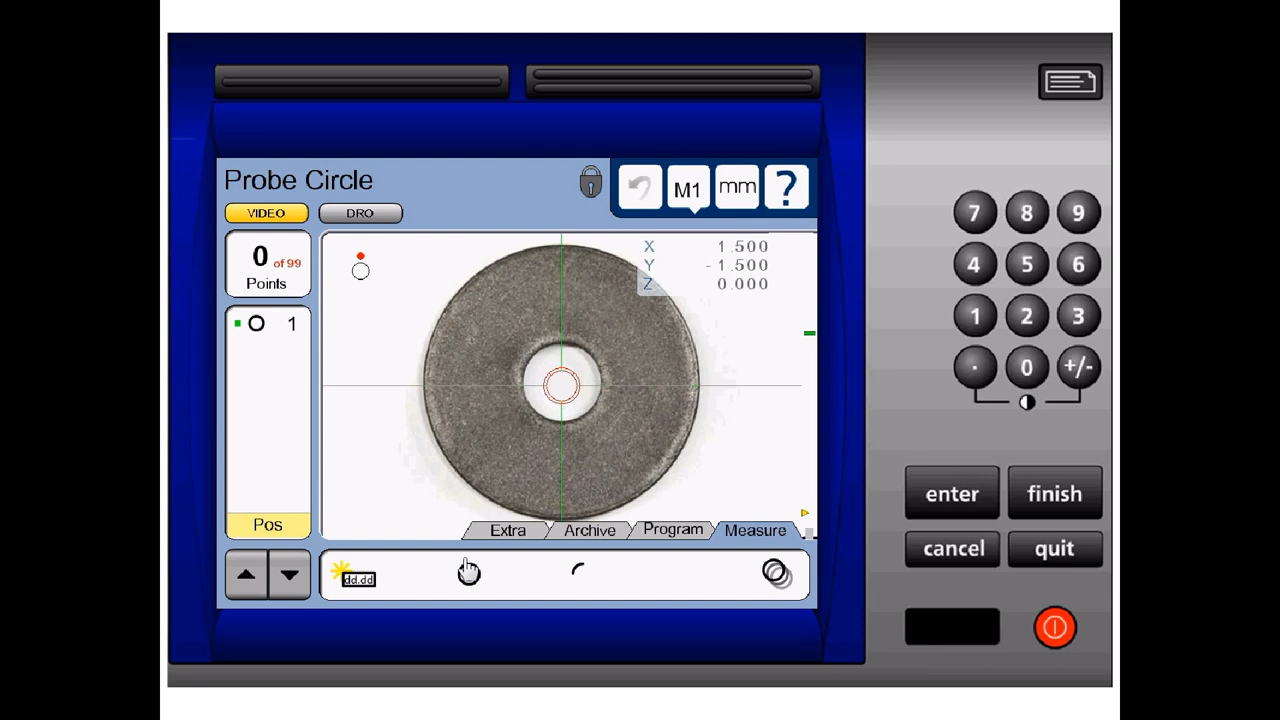 Probe Circle
M1
mm
?
VIDEO
DRO
0 of 99
Points
X 1.500
Y -1.500
Z 0.000
1
Pos
Extra
Archive
Program
Measure
dd.dd
7 8 9
4 5 6
1 2 3
. 0 +/-
enter
finish
cancel
quit